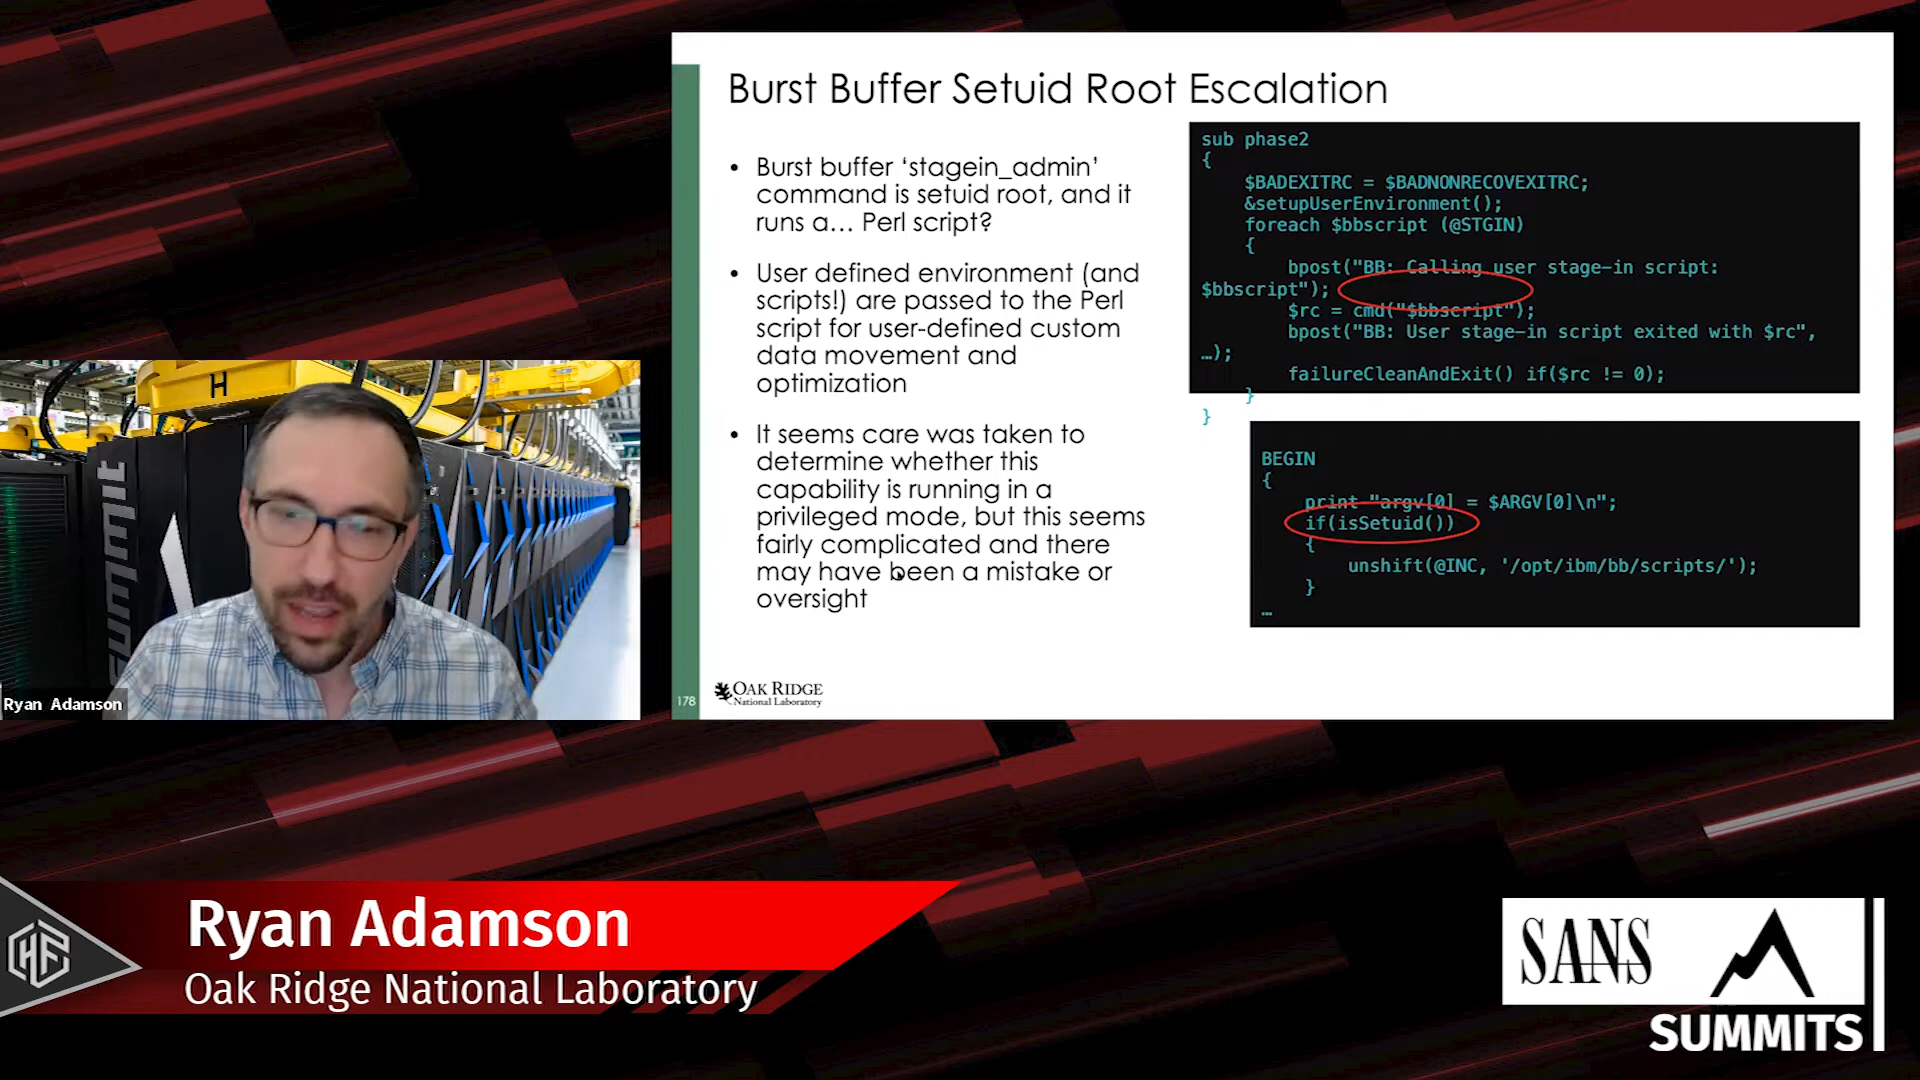 Burst Buffer Setuid Root Escalation
• Burst buffer ‘stagein_admin’
command is setuid root, and it
runs a… Perl script?
• User defined environment (and
scripts!) are passed to the Perl
script for user-defined custom
data movement and
optimization
• It seems care was taken to
determine whether this
capability is running in a
privileged mode, but this seems
fairly complicated and there
may have been a mistake or
oversight
sub phase2
{
$BADEXITRC = $BADNONRECOVEXITRC;
&setupUserEnvironment();
foreach $bbscript (@STGIN)
{
bpost("BB: Calling user stage-in script:
$bbscript");
$rc = cmd("$bbscript");
bpost("BB: User stage-in script exited with $rc",
…);
failureCleanAndExit() if($rc != 0);
}
}
BEGIN
{
print "argv[0] = $ARGV[0]\n";
if(isSetuid())
{
unshift(@INC, '/opt/ibm/bb/scripts/');
}
…
178
OAK RIDGE
National Laboratory
H
summit
Ryan Adamson
CHF
Ryan Adamson
Oak Ridge National Laboratory
SANS
SUMMITS